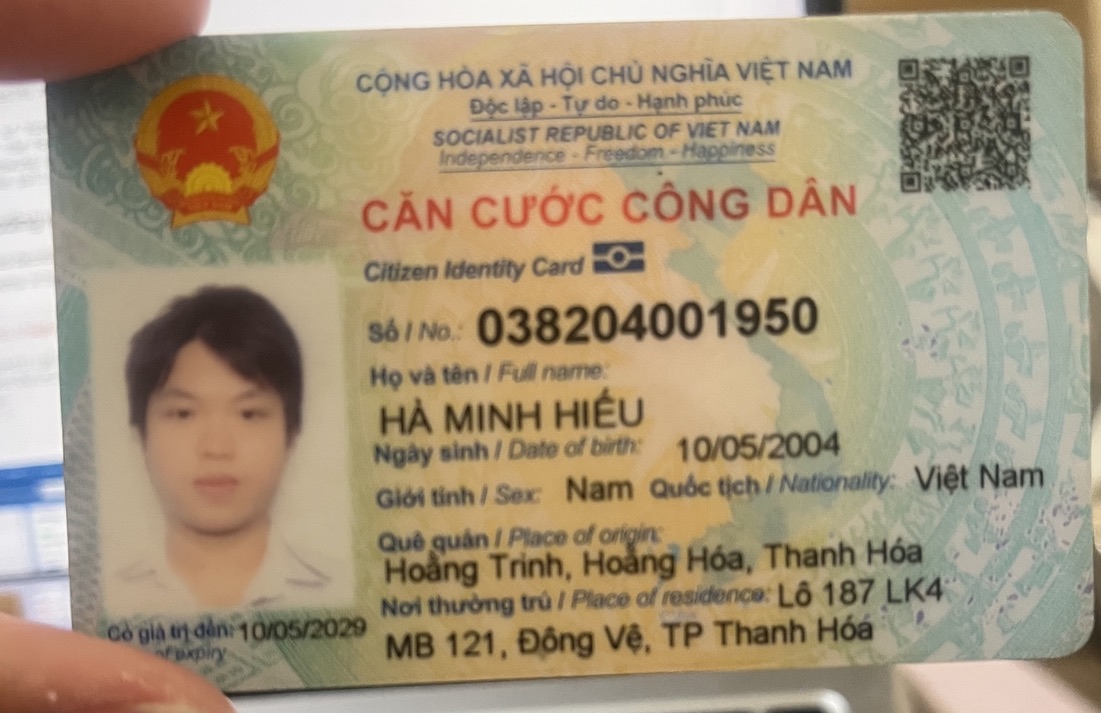 CỘNG HÒA XÃ HỘI CHỦ NGHĨA VIỆT NAM
Độc lập - Tự do - Hạnh phúc
SOCIALIST REPUBLIC OF VIET NAM
Independence - Freedom - Happiness
CĂN CƯỚC CÔNG DÂN
Citizen Identity Card
Số / No.: 038204001950
Họ và tên / Full name:
HÀ MINH HIẾU
Ngày sinh / Date of birth: 10/05/2004
Giới tính / Sex: Nam Quốc tịch / Nationality: Việt Nam
Quê quán / Place of origin:
Hoằng Trinh, Hoằng Hóa, Thanh Hóa
Nơi thường trú / Place of residence: Lô 187 LK4
MB 121, Đông Vệ, TP Thanh Hóa
Có giá trị đến: 10/05/2029
of expiry